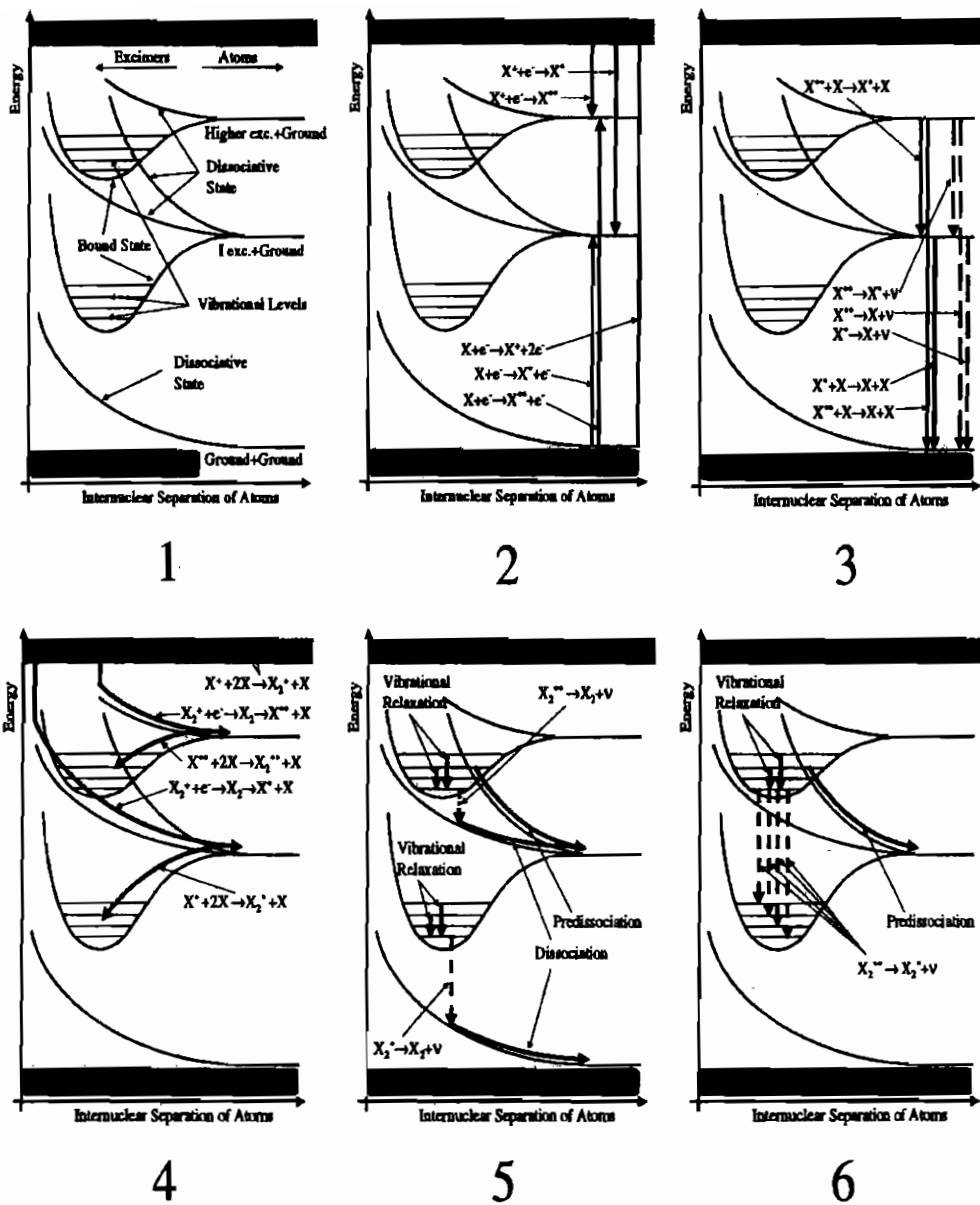 Energy
Excimers
Atoms
Higher exc.+Ground
Dissociative
State
Bound State
I exc.+Ground
Vibrational Levels
Dissociative
State
Ground+Ground
Internuclear Separation of Atoms
1
Energy
X⁺+e⁻→X*
X⁺+e⁻→X**
X+e⁻→X⁺+2e⁻
X+e⁻→X*+e⁻
X+e⁻→X**+e⁻
Internuclear Separation of Atoms
2
Energy
X**+X→X*+X
X**→X*+ν
X**→X+ν
X*→X+ν
X*+X→X+X
X**+X→X+X
Internuclear Separation of Atoms
3
Energy
X⁺+2X→X₂⁺+X
X₂⁺+e⁻→X₂→X**+X
X**+2X→X₂**+X
X₂⁺+e⁻→X₂→X*+X
X*+2X→X₂*+X
Internuclear Separation of Atoms
4
Energy
Vibrational
Relaxation
X₂**→X₂+ν
Vibrational
Relaxation
Predissociation
Dissociation
X₂*→X₂+ν
Internuclear Separation of Atoms
5
Energy
Vibrational
Relaxation
Predissociation
X₂**→X₂*+ν
Internuclear Separation of Atoms
6